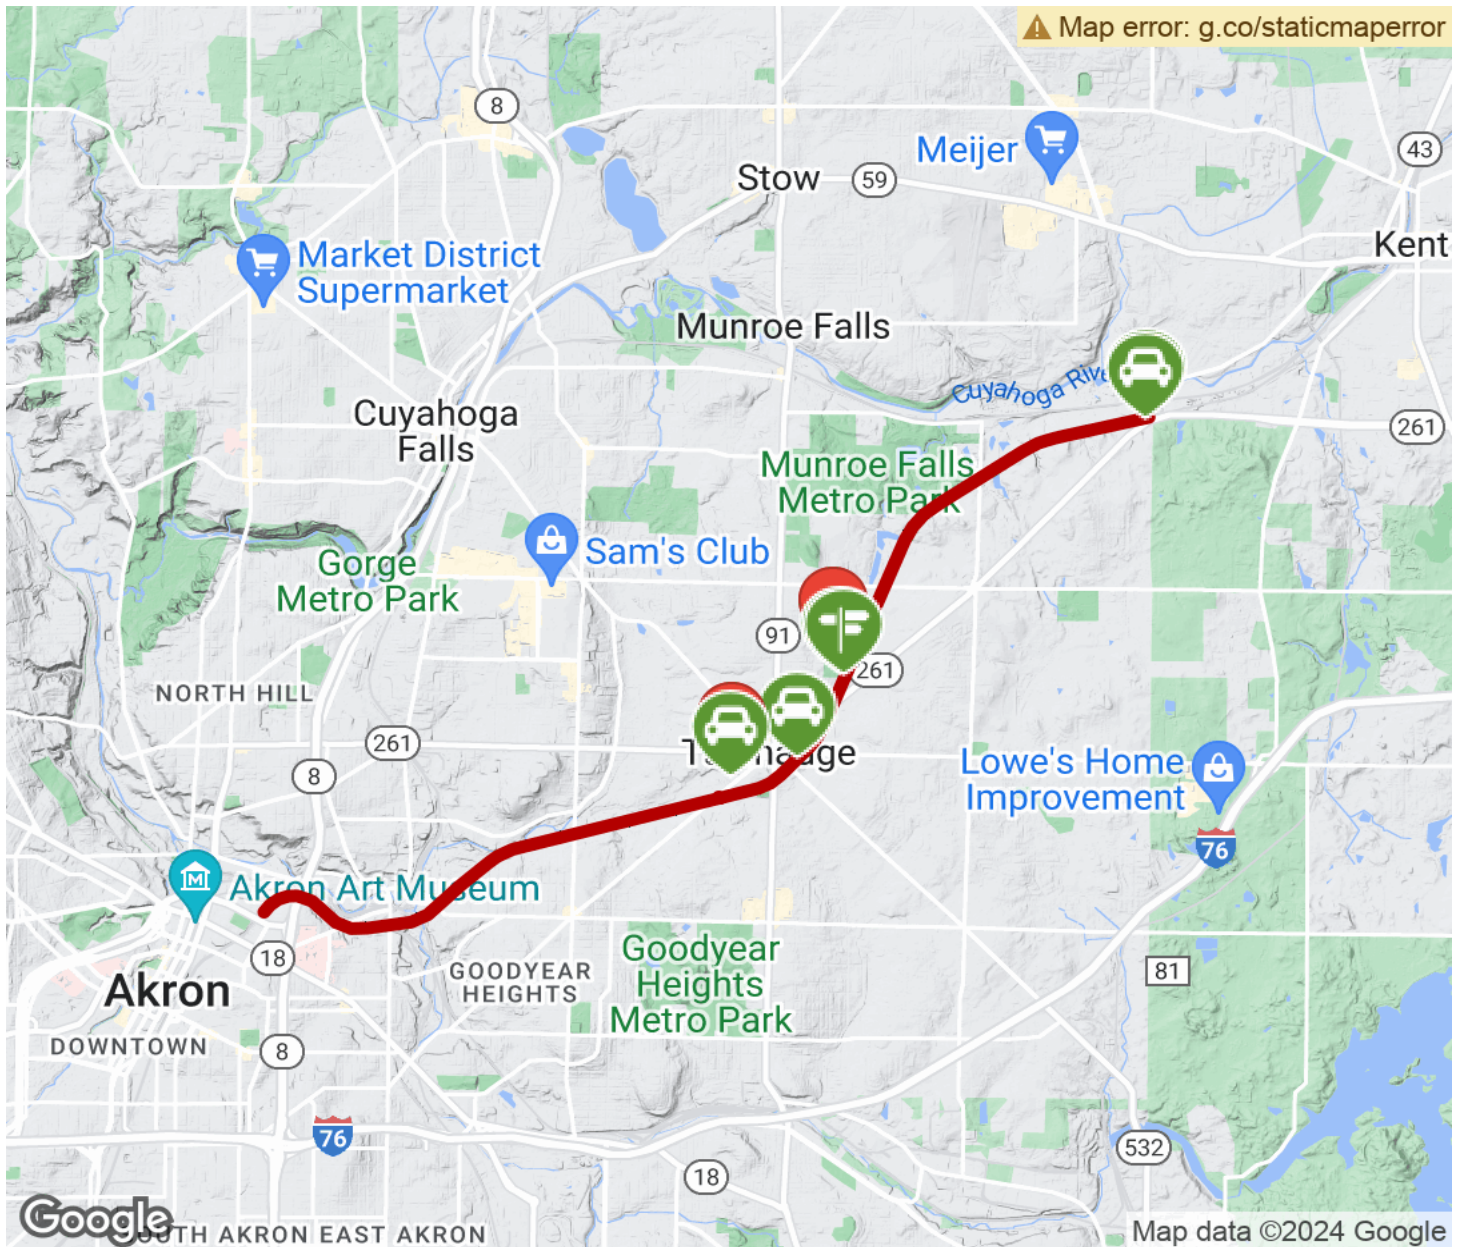 Map error: g.co/staticmaperror
8
43
Meijer
Stow
59
Kent
Market District
Supermarket
Munroe Falls
Cuyahoga
Falls
Cuyahoga
261
Munroe Falls
Metro Park
Sam's Club
Gorge
Metro Park
91
261
NORTH HILL
261
8
Lowe's Home
Improvement
76
Akron Art Museum
18
Goodyear
Heights
Metro Park
GOODYEAR
HEIGHTS
81
Akron
DOWNTOWN
8
76
532
18
Google
EAST AKRON
Map data ©2024 Google